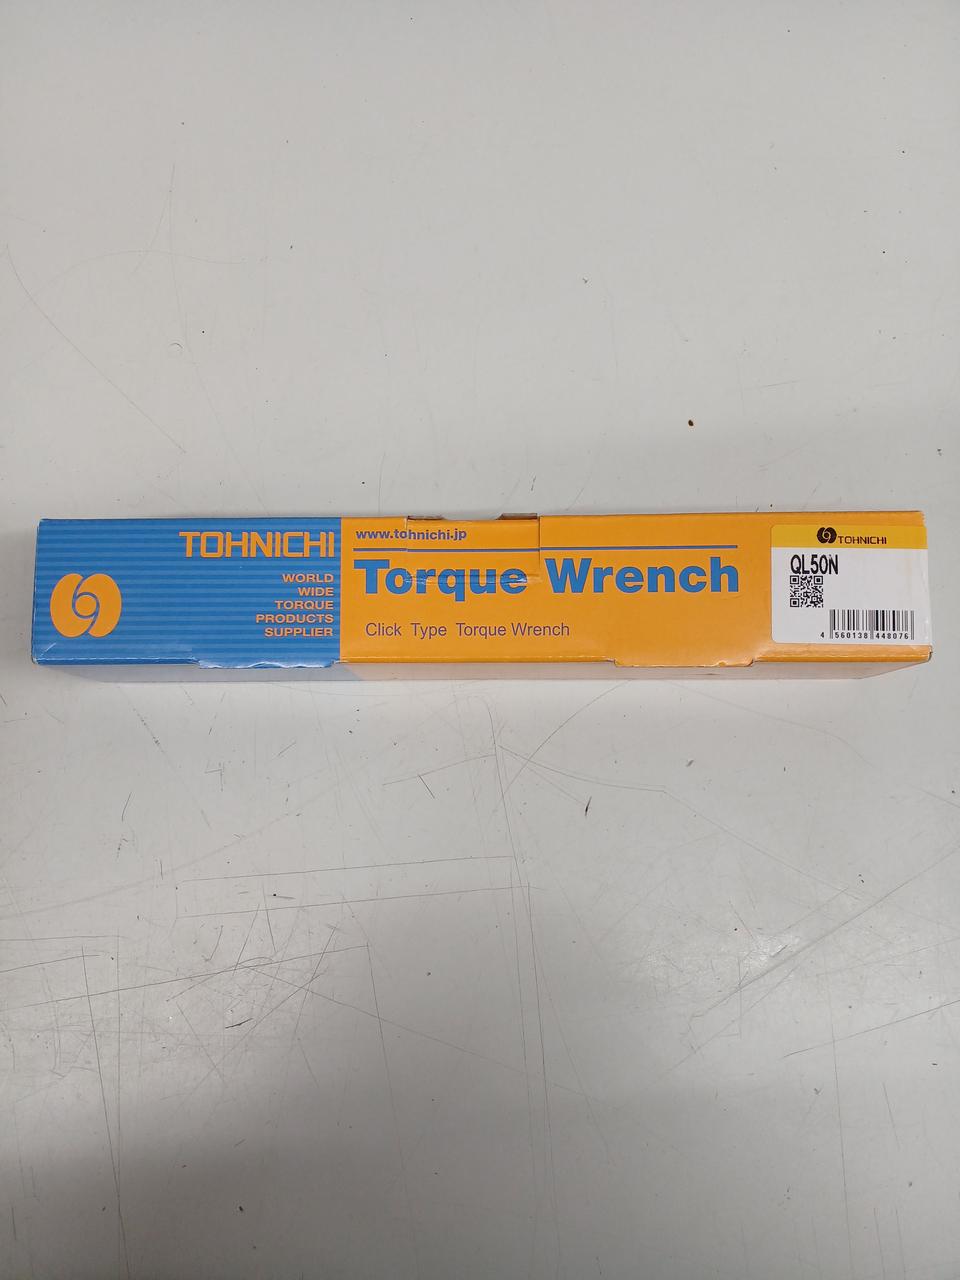 TOHNICHI
WORLD
WIDE
TORQUE
PRODUCTS
SUPPLIER
www.tohnichi.jp
Torque Wrench
Click Type Torque Wrench
TOHNICHI
QL50N
4 560138 448076